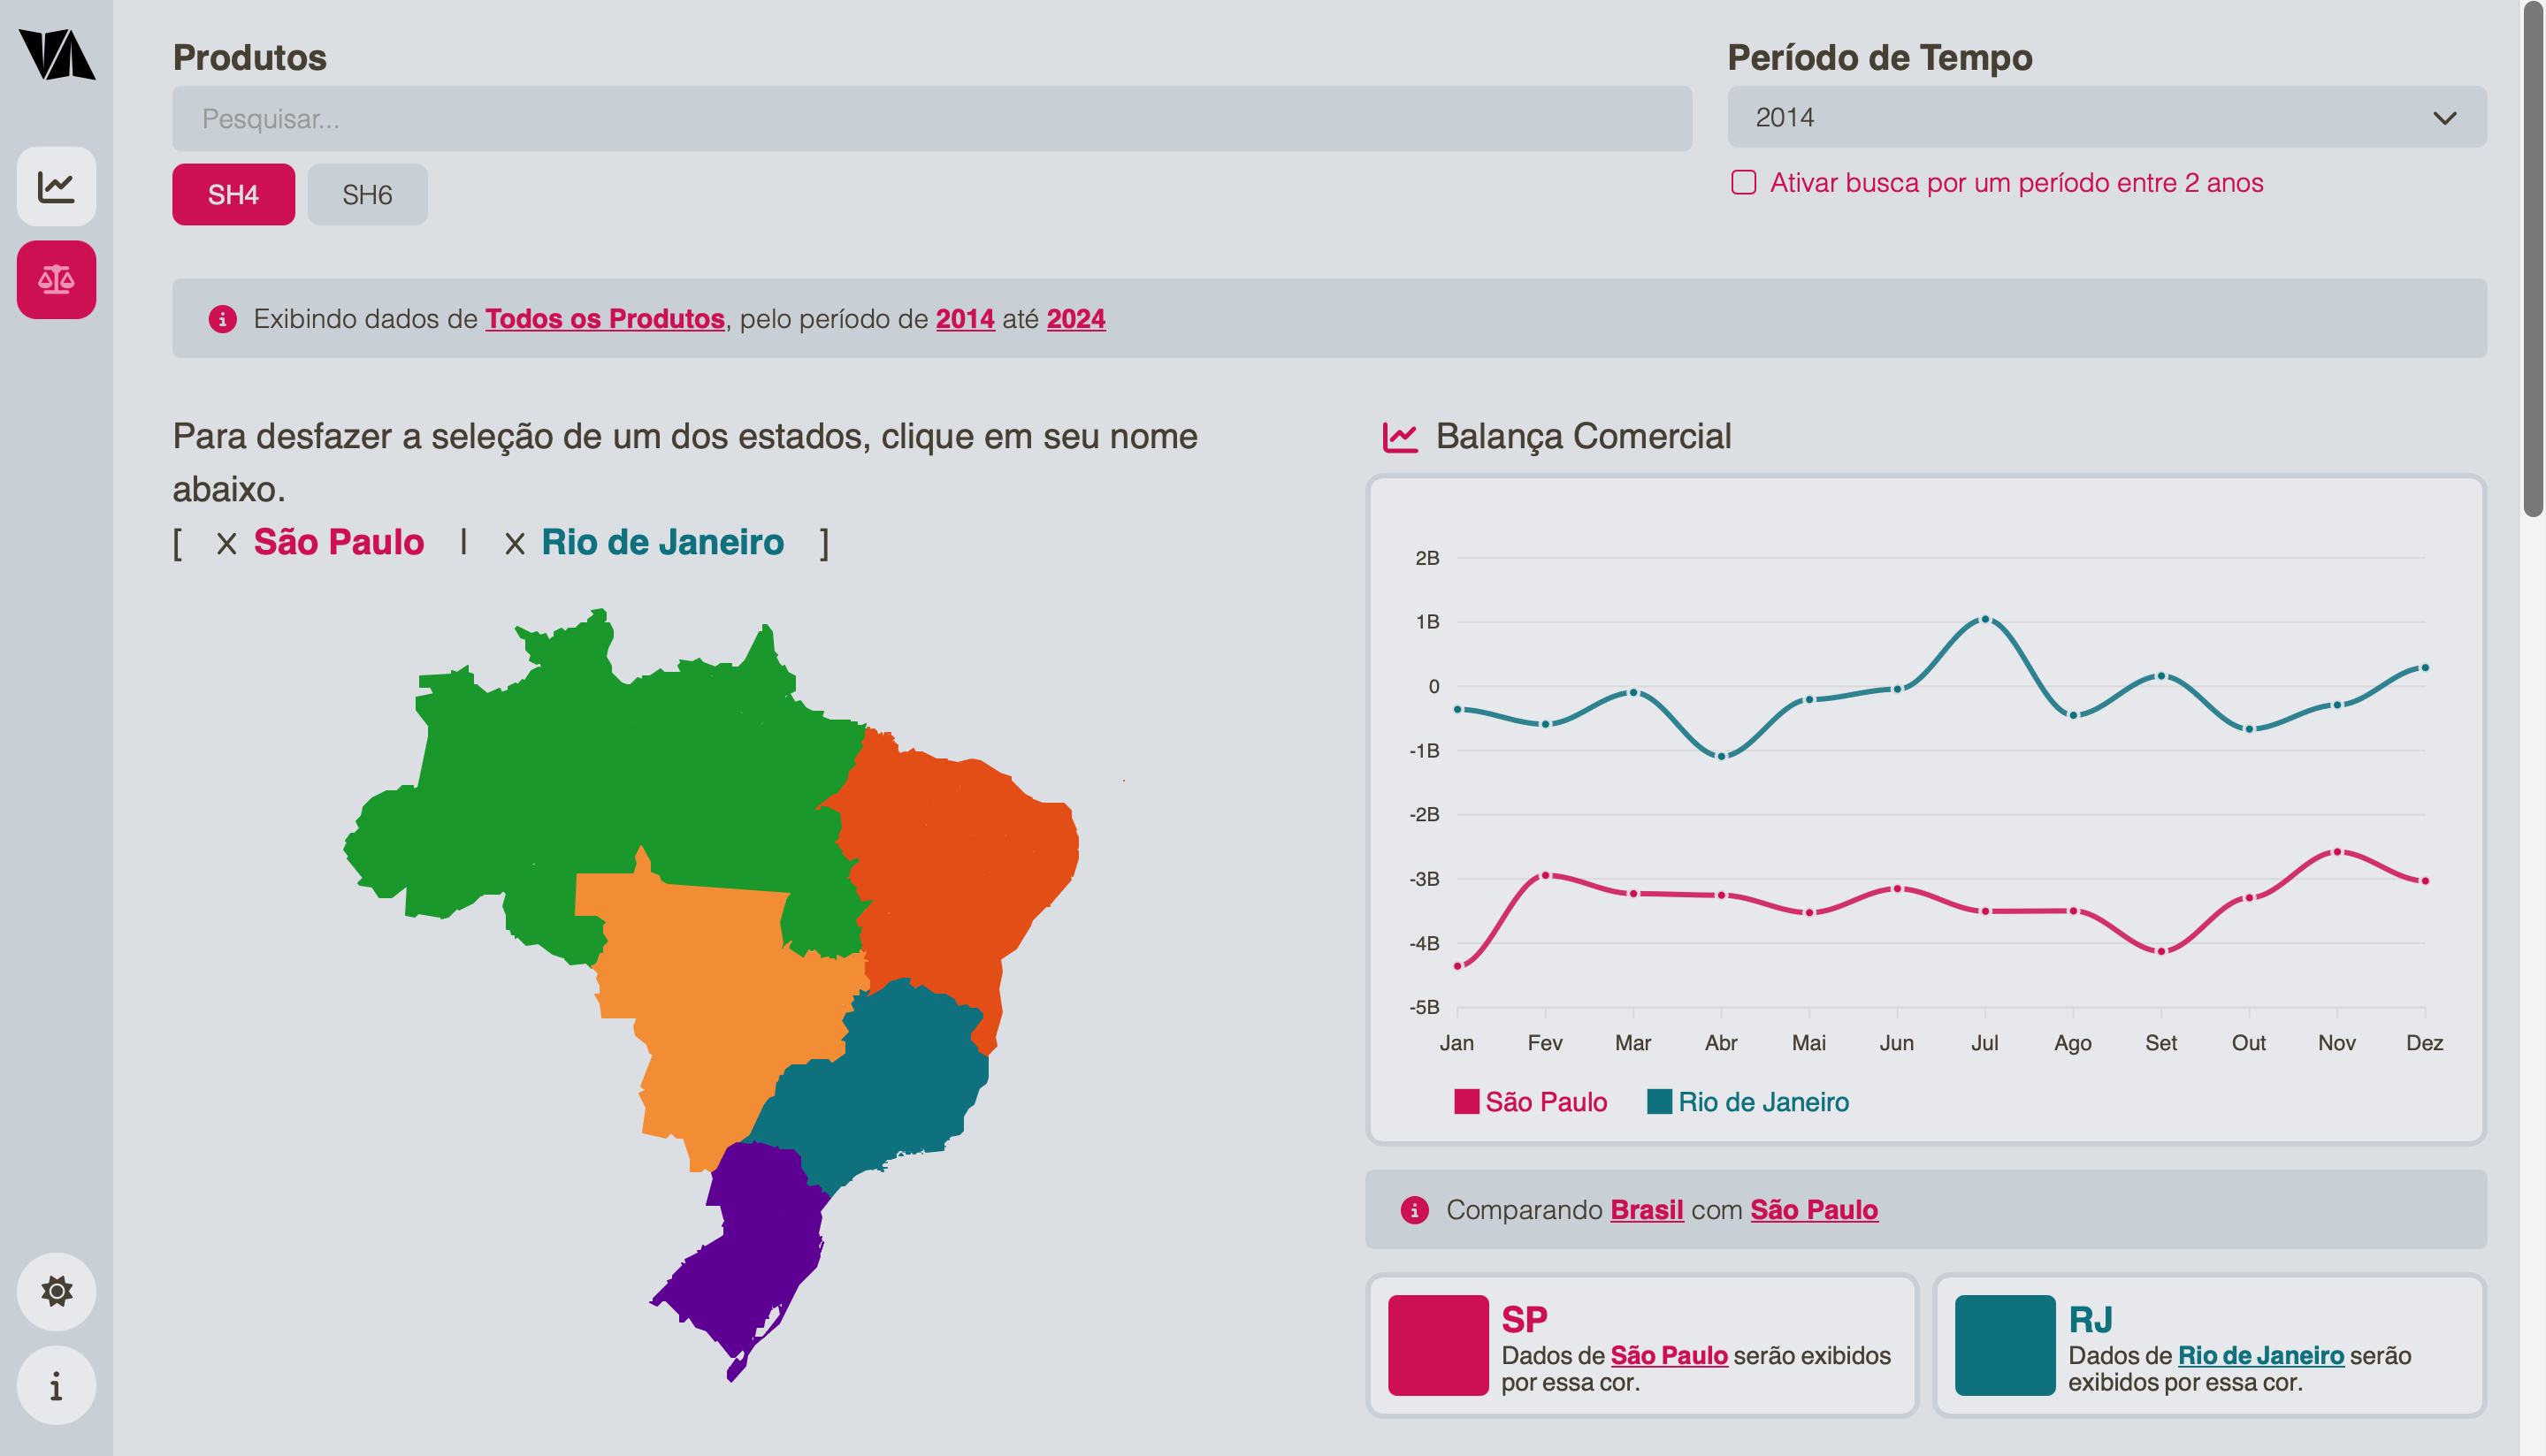 Produtos
Pesquisar...
SH4 SH6
Período de Tempo
2014
Ativar busca por um período entre 2 anos
Exibindo dados de Todos os Produtos, pelo período de 2014 até 2024
Para desfazer a seleção de um dos estados, clique em seu nome
abaixo.
[ × São Paulo | × Rio de Janeiro ]
Balança Comercial
2B
1B
0
-1B
-2B
-3B
-4B
-5B
Jan Fev Mar Abr Mai Jun Jul Ago Set Out Nov Dez
São Paulo Rio de Janeiro
Comparando Brasil com São Paulo
SP
Dados de São Paulo serão exibidos
por essa cor.
RJ
Dados de Rio de Janeiro serão
exibidos por essa cor.